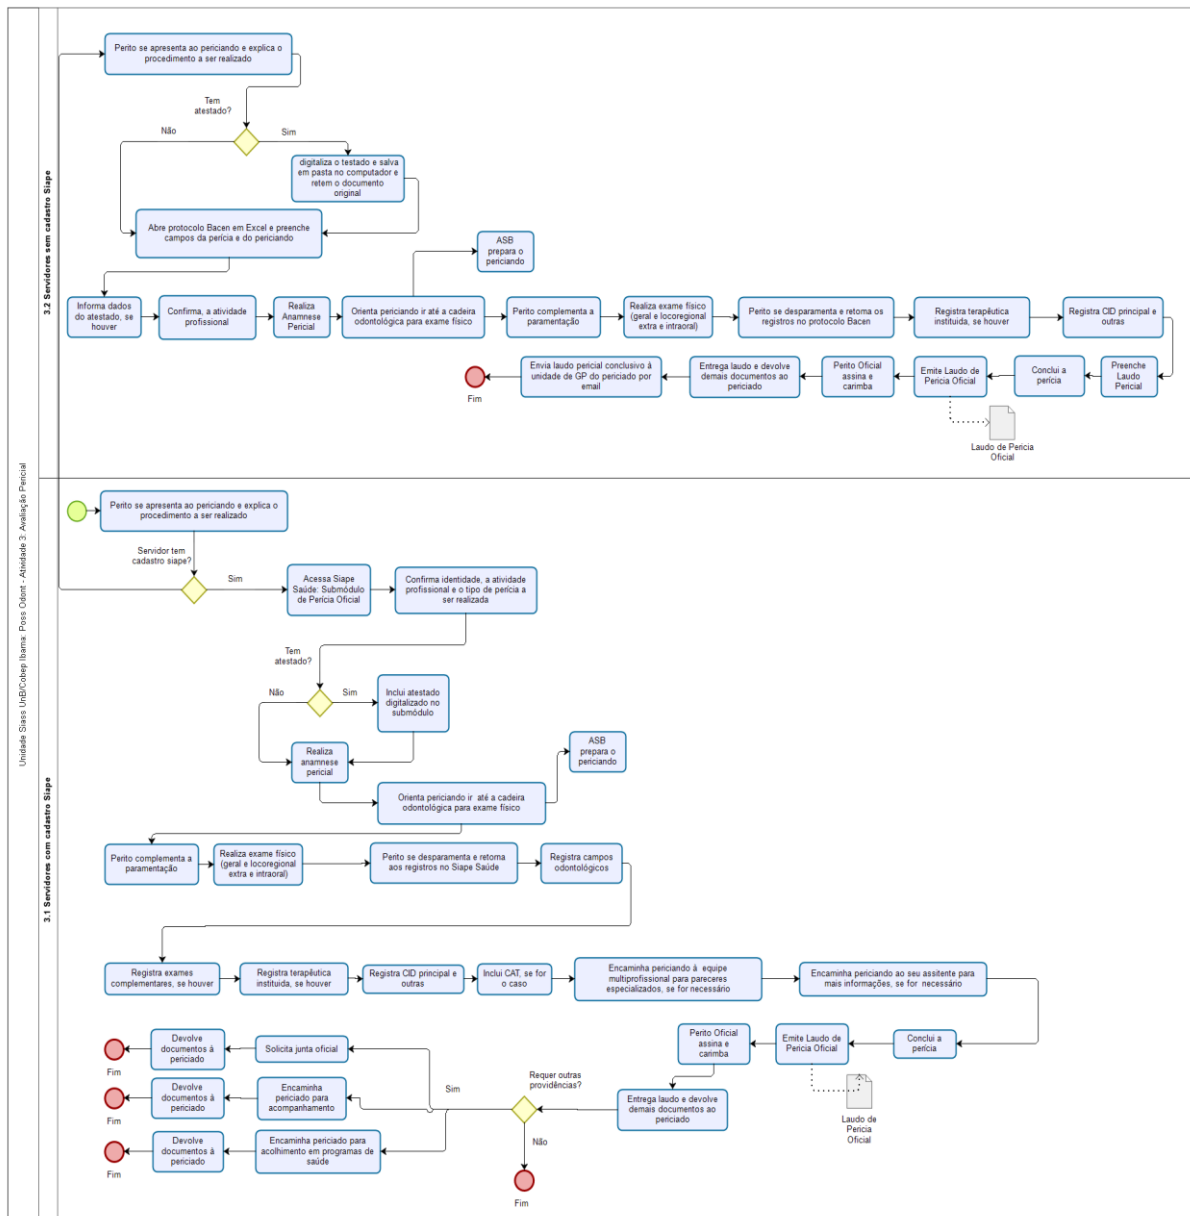 Unidade Siass UnB/Cobep Ibama: Poss Odont - Atividade 3: Avaliação Pericial
3.2 Servidores sem cadastro Siape
Perito se apresenta ao periciando e explica o
procedimento a ser realizado
Tem
atestado?
Não
Sim
digitaliza o testado e salva
em pasta no computador e
retem o documento
original
Abre protocolo Bacen em Excel e preenche
campos da perícia e do periciando
ASB
prepara o
periciando
Informa dados
do atestado, se
houver
Confirma, a atividade
profissional
Realiza
Anamnese
Pericial
Orienta periciando ir até a cadeira
odontológica para exame físico
Perito complementa a
paramentação
Realiza exame físico
(geral e locoregional
extra e intraoral)
Perito se desparamenta e retoma os
registros no protocolo Bacen
Registra terapêutica
instituida, se houver
Registra CID principal e
outras
Preenche
Laudo
Pericial
Conclui a
perícia
Emite Laudo de
Pericia Oficial
Perito Oficial
assina e
carimba
Entrega laudo e devolve
demais documentos ao
periciado
Envia laudo pericial conclusivo á
unidade de GP do periciado por
email
Fim
Laudo de Pericia
Oficial
3.1 Servidores com cadastro Siape
Perito se apresenta ao periciando e explica o
procedimento a ser realizado
Servidor tem
cadastro siape?
Sim
Acessa Siape
Saúde: Submódulo
de Perícia Oficial
Confirma identidade, a atividade
profissional e o tipo de perícia a
ser realizada
Tem
atestado?
Não
Sim
Inclui atestado
digitalizado no
submódulo
Realiza
anamnese
pericial
ASB
prepara o
periciando
Orienta periciando ir até a cadeira
odontológica para exame físico
Perito complementa a
paramentação
Realiza exame físico
(geral e locoregional
extra e intraoral)
Perito se desparamenta e retorna
aos registros no Siape Saúde
Registra campos
odontológicos
Registra exames
complementares, se houver
Registra terapêutica
instituida, se houver
Registra CID principal e
outras
Inclui CAT, se for
o caso
Encaminha periciando á equipe
multiprofissional para pareceres
especializados, se for necessário
Encaminha periciando ao seu assitente para
mais informações, se for necessário
Conclui a
perícia
Emite Laudo de
Pericia Oficial
Perito Oficial
assina e
carimba
Laudo de
Pericia
Oficial
Entrega laudo e devolve
demais documentos ao
periciado
Requer outras
providências?
Sim
Não
Fim
Solicita junta oficial
Devolve
documentos à
periciado
Fim
Encaminha
periciado para
acompanhamento
Devolve
documentos à
periciado
Fim
Encaminha periciado para
acolhimento em programas de
saúde
Devolve
documentos à
periciado
Fim